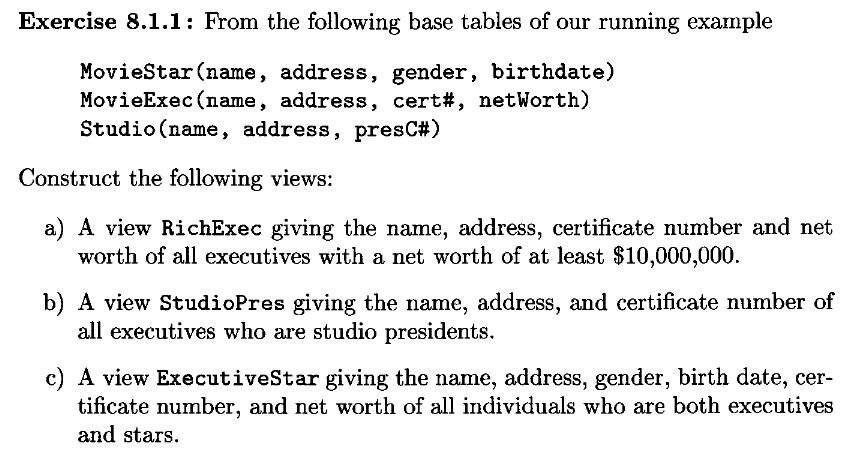 Exercise 8.1.1: From the following base tables of our running example
MovieStar(name, address, gender, birthdate)
MovieExec(name, address, cert#, netWorth)
Studio(name, address, presC#)
Construct the following views:
a) A view RichExec giving the name, address, certificate number and net
worth of all executives with a net worth of at least $10,000,000.
b) A view StudioPres giving the name, address, and certificate number of
all executives who are studio presidents.
c) A view ExecutiveStar giving the name, address, gender, birth date, cer-
tificate number, and net worth of all individuals who are both executives
and stars.